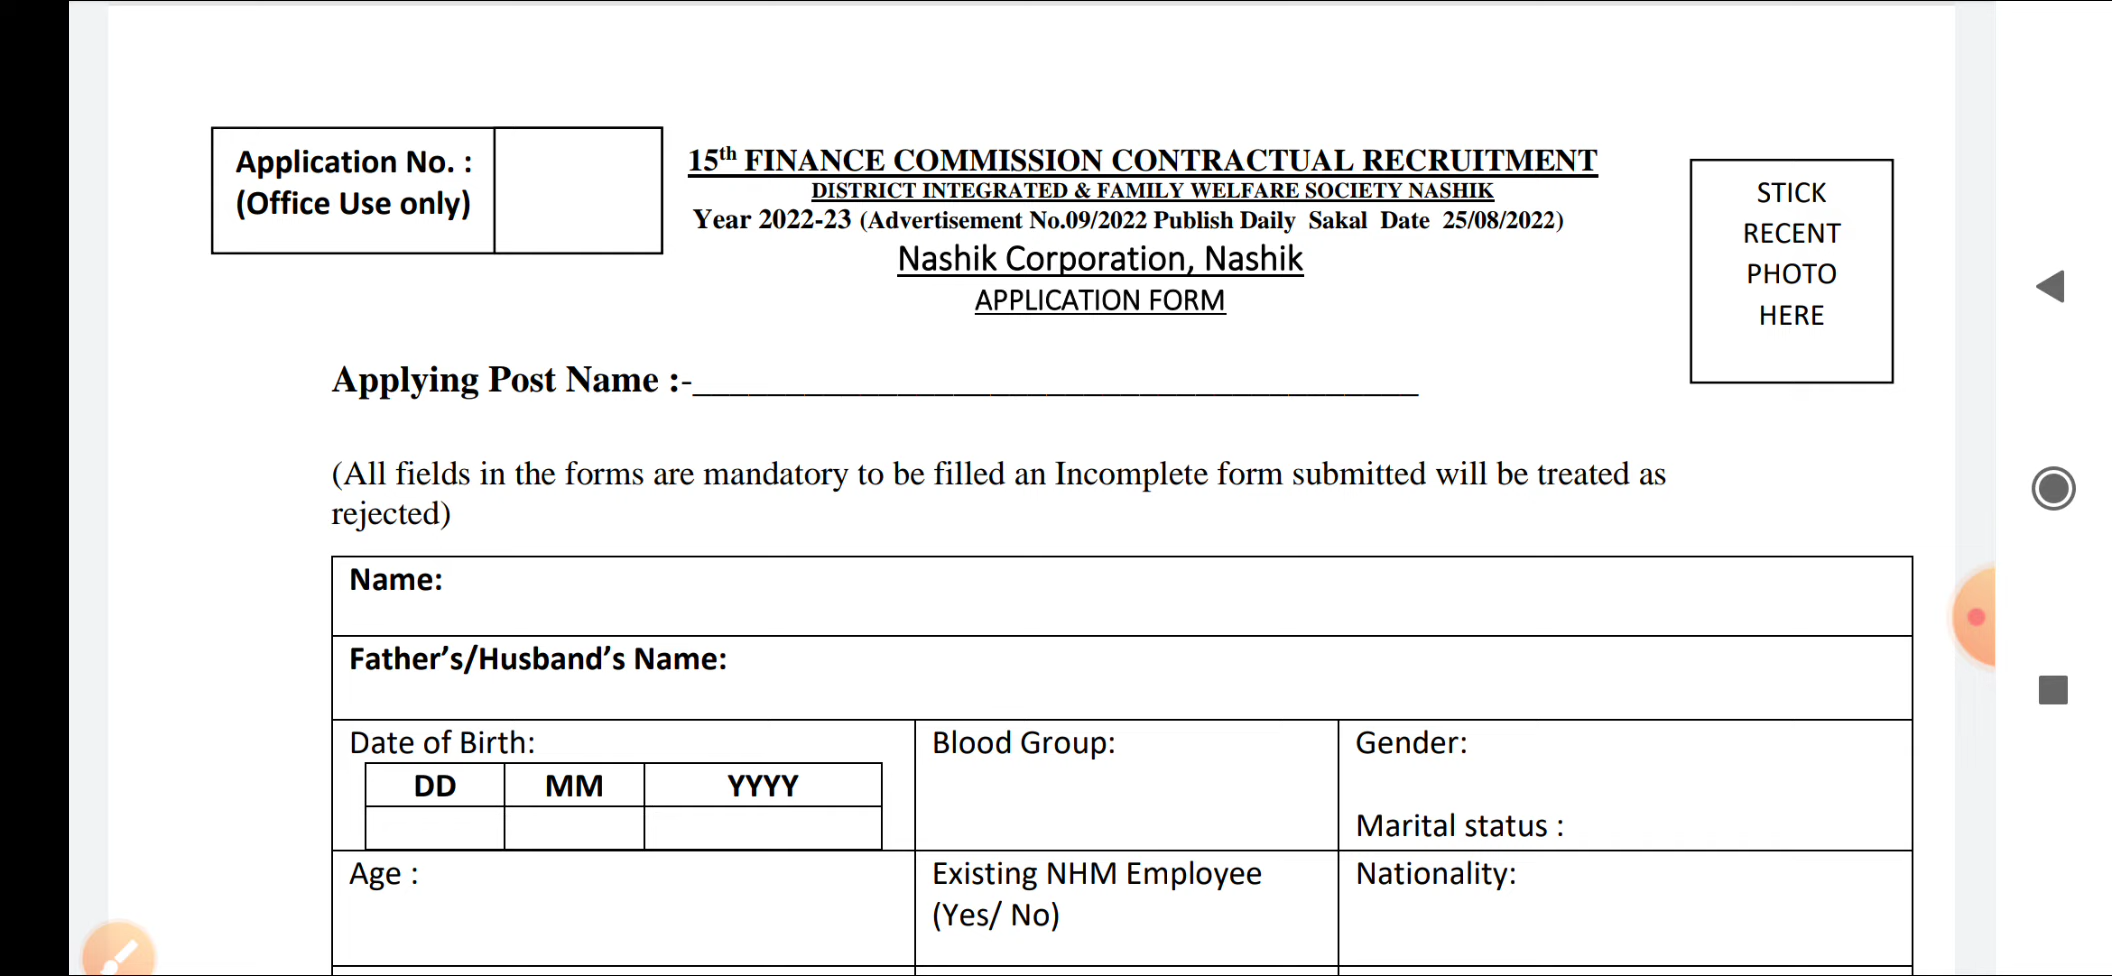 Application No. :
(Office Use only)
15th FINANCE COMMISSION CONTRACTUAL RECRUITMENT
DISTRICT INTEGRATED & FAMILY WELFARE SOCIETY NASHIK
Year 2022-23 (Advertisement No.09/2022 Publish Daily Sakal Date 25/08/2022)
Nashik Corporation, Nashik
APPLICATION FORM
STICK
RECENT
PHOTO
HERE
Applying Post Name :-
(All fields in the forms are mandatory to be filled an Incomplete form submitted will be treated as
rejected)
Name:
Father’s/Husband’s Name:
Date of Birth:
DD MM YYYY
Blood Group:
Gender:
Marital status :
Age :
Existing NHM Employee
(Yes/ No)
Nationality: